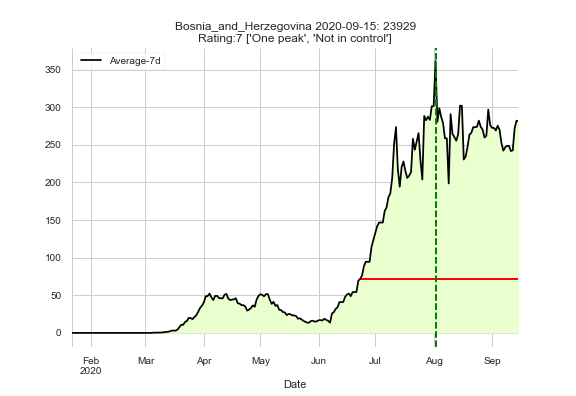 Bosnia_and_Herzegovina 2020-09-15: 23929
Rating:7 ['One peak', 'Not in control']
Average-7d
350
300
250
200
150
100
50
0
Feb
2020
Mar
Apr
May
Jun
Jul
Aug
Sep
Date